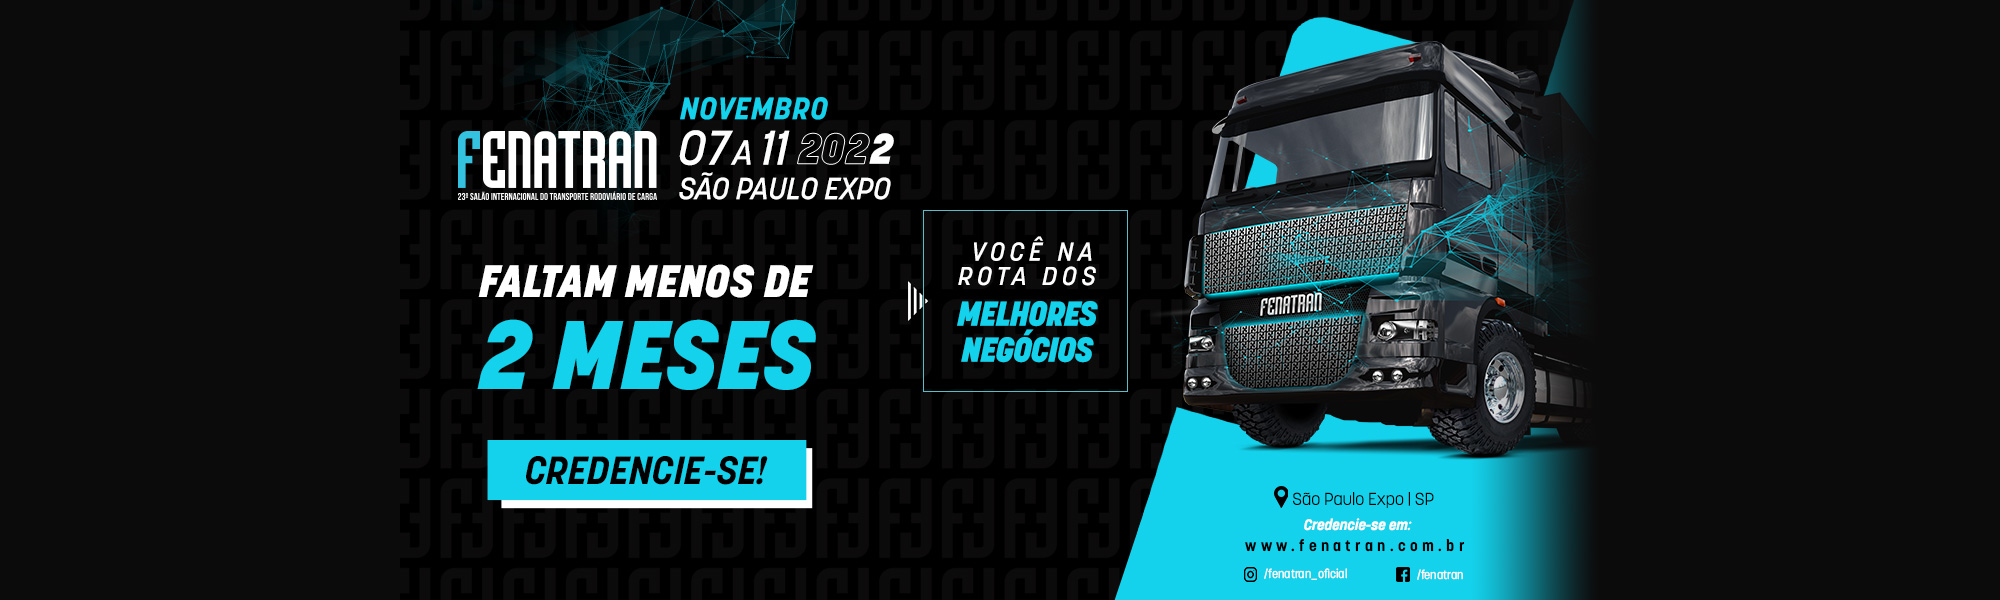 FENATRAN
23º SALÃO INTERNACIONAL DO TRANSPORTE RODOVIÁRIO DE CARGA
NOVEMBRO
07 A 11 2022
SÃO PAULO EXPO
FALTAM MENOS DE
2 MESES
CREDENCIE-SE!
VOCÊ NA
ROTA DOS
MELHORES
NEGÓCIOS
FENATRAN
São Paulo Expo | SP
Credencie-se em:
www.fenatran.com.br
/fenatran_oficial
/fenatran